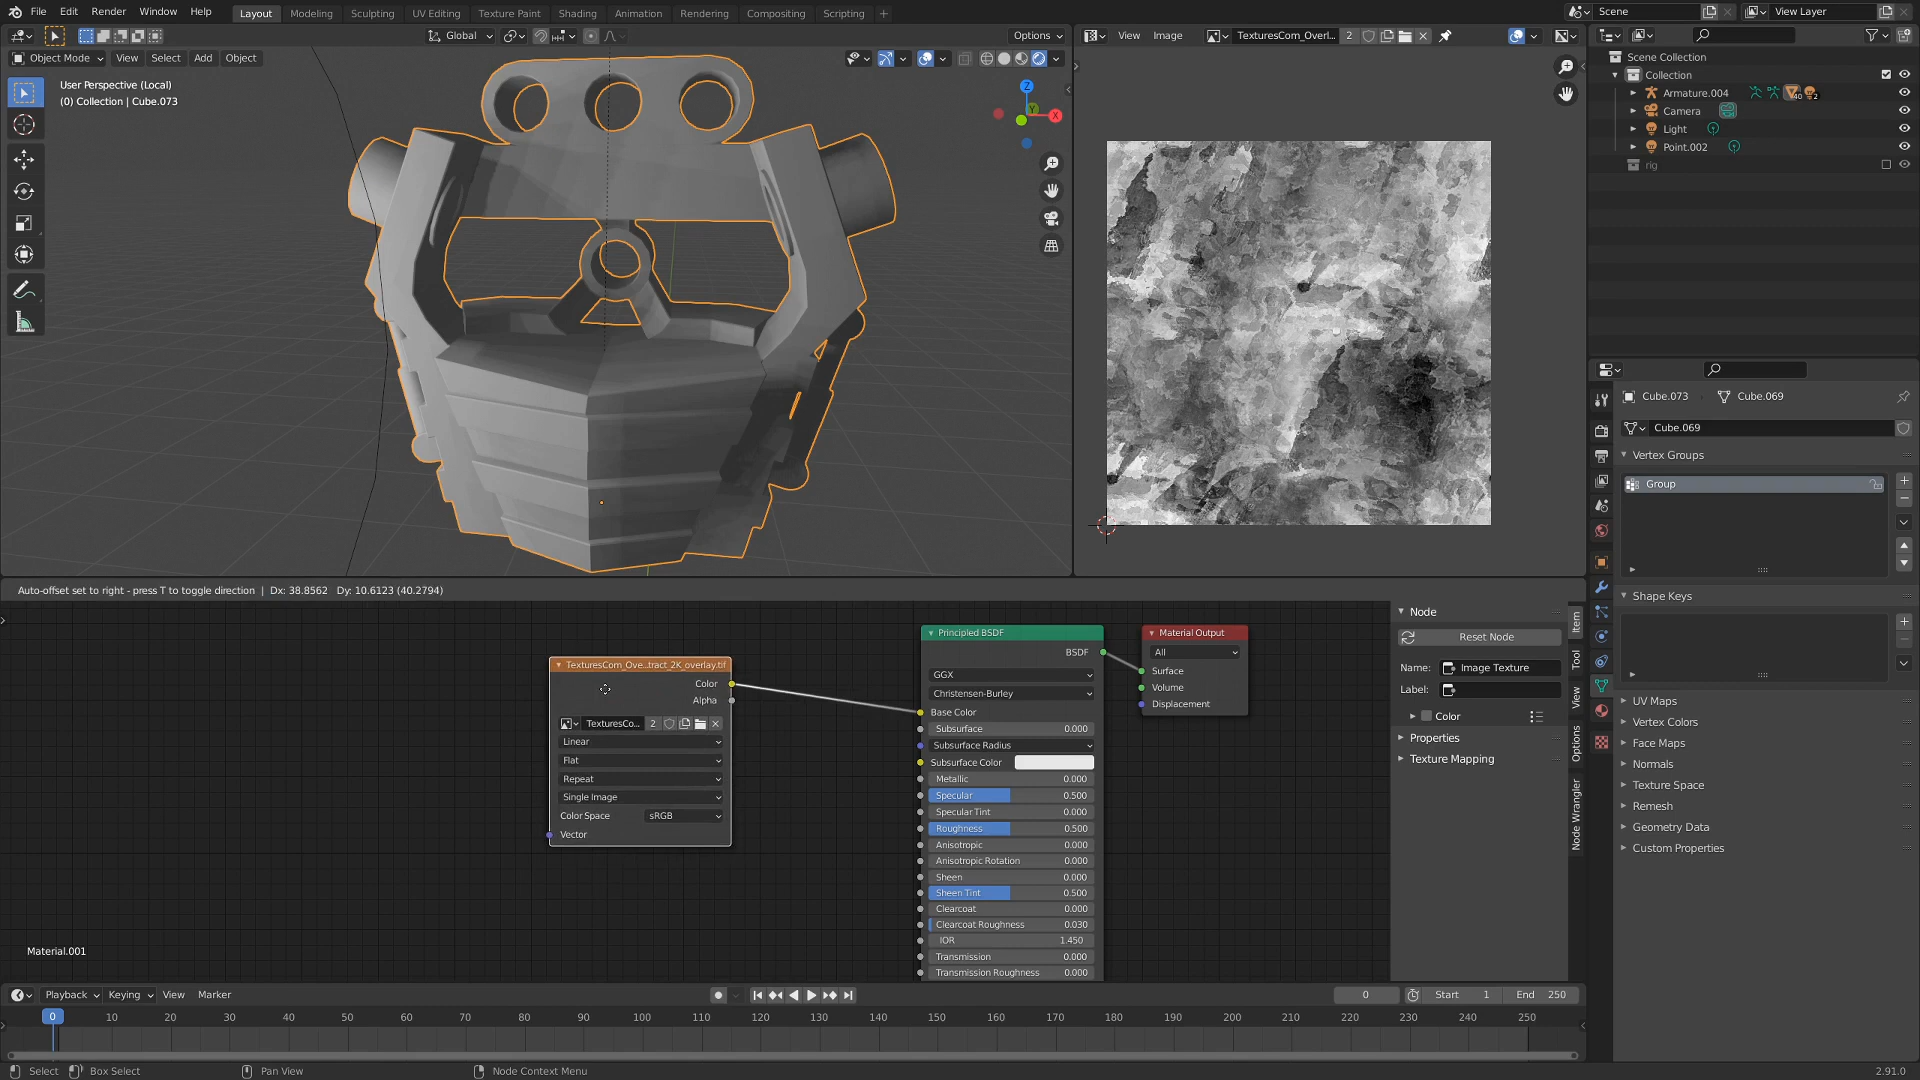 File Edit Render Window Help Layout Modeling Sculpting UV Editing Texture Paint Shading Animation Rendering Compositing Scripting + Scene View Layer
Global Options View Image TexturesCom_Overl... 2
Object Mode View Select Add Object
User Perspective (Local)
(0) Collection | Cube.073
Z
Y
X
Scene Collection
Collection
Armature.004 40 2
Camera
Light
Point.002
rig
Cube.073 Cube.069
Cube.069
Vertex Groups
Group
Shape Keys
UV Maps
Vertex Colors
Face Maps
Normals
Texture Space
Remesh
Geometry Data
Custom Properties
Auto-offset set to right - press T to toggle direction | Dx: 38.8562 Dy: 10.6123 (40.2794)
TexturesCom_Ove...tract_2K_overlay.tif
Color
Alpha
TexturesCo... 2
Linear
Flat
Repeat
Single Image
Color Space sRGB
Vector
Principled BSDF
BSDF
GGX
Christensen-Burley
Base Color
Subsurface 0.000
Subsurface Radius
Subsurface Color
Metallic 0.000
Specular 0.500
Specular Tint 0.000
Roughness 0.500
Anisotropic 0.000
Anisotropic Rotation 0.000
Sheen 0.000
Sheen Tint 0.500
Clearcoat 0.000
Clearcoat Roughness 0.030
IOR 1.450
Transmission 0.000
Transmission Roughness 0.000
Material Output
All
Surface
Volume
Displacement
Node
Reset Node
Name: Image Texture
Label:
Color
Properties
Texture Mapping
Item
Tool
View
Options
Node Wrangler
Material.001
Playback Keying View Marker 0 Start 1 End 250
0 10 20 30 40 50 60 70 80 90 100 110 120 130 140 150 160 170 180 190 200 210 220 230 240 250
Select Box Select Pan View Node Context Menu 2.91.0